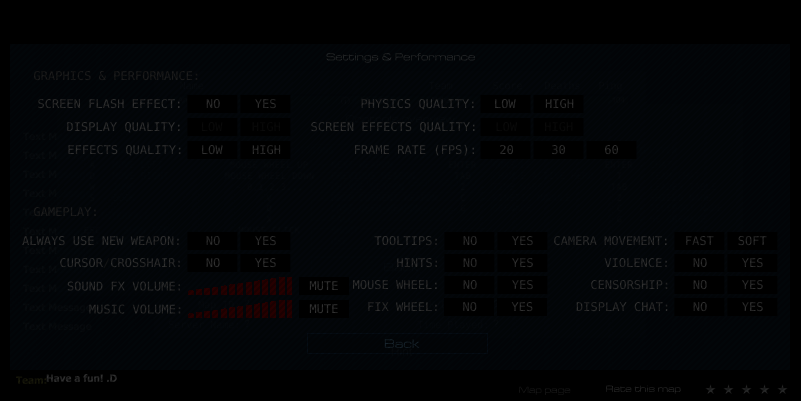 Settings & Performance
GRAPHICS & PERFORMANCE:
SCREEN FLASH EFFECT: NO YES PHYSICS QUALITY: LOW HIGH
DISPLAY QUALITY: LOW HIGH SCREEN EFFECTS QUALITY: LOW HIGH
EFFECTS QUALITY: LOW HIGH FRAME RATE (FPS): 20 30 60
GAMEPLAY:
ALWAYS USE NEW WEAPON: NO YES TOOLTIPS: NO YES CAMERA MOVEMENT: FAST SOFT
CURSOR/CROSSHAIR: NO YES HINTS: NO YES VIOLENCE: NO YES
SOUND FX VOLUME: MUTE MOUSE WHEEL: NO YES CENSORSHIP: NO YES
MUSIC VOLUME: MUTE FIX WHEEL: NO YES DISPLAY CHAT: NO YES
Back
Team: Have a fun! .D
Map page Rate this map